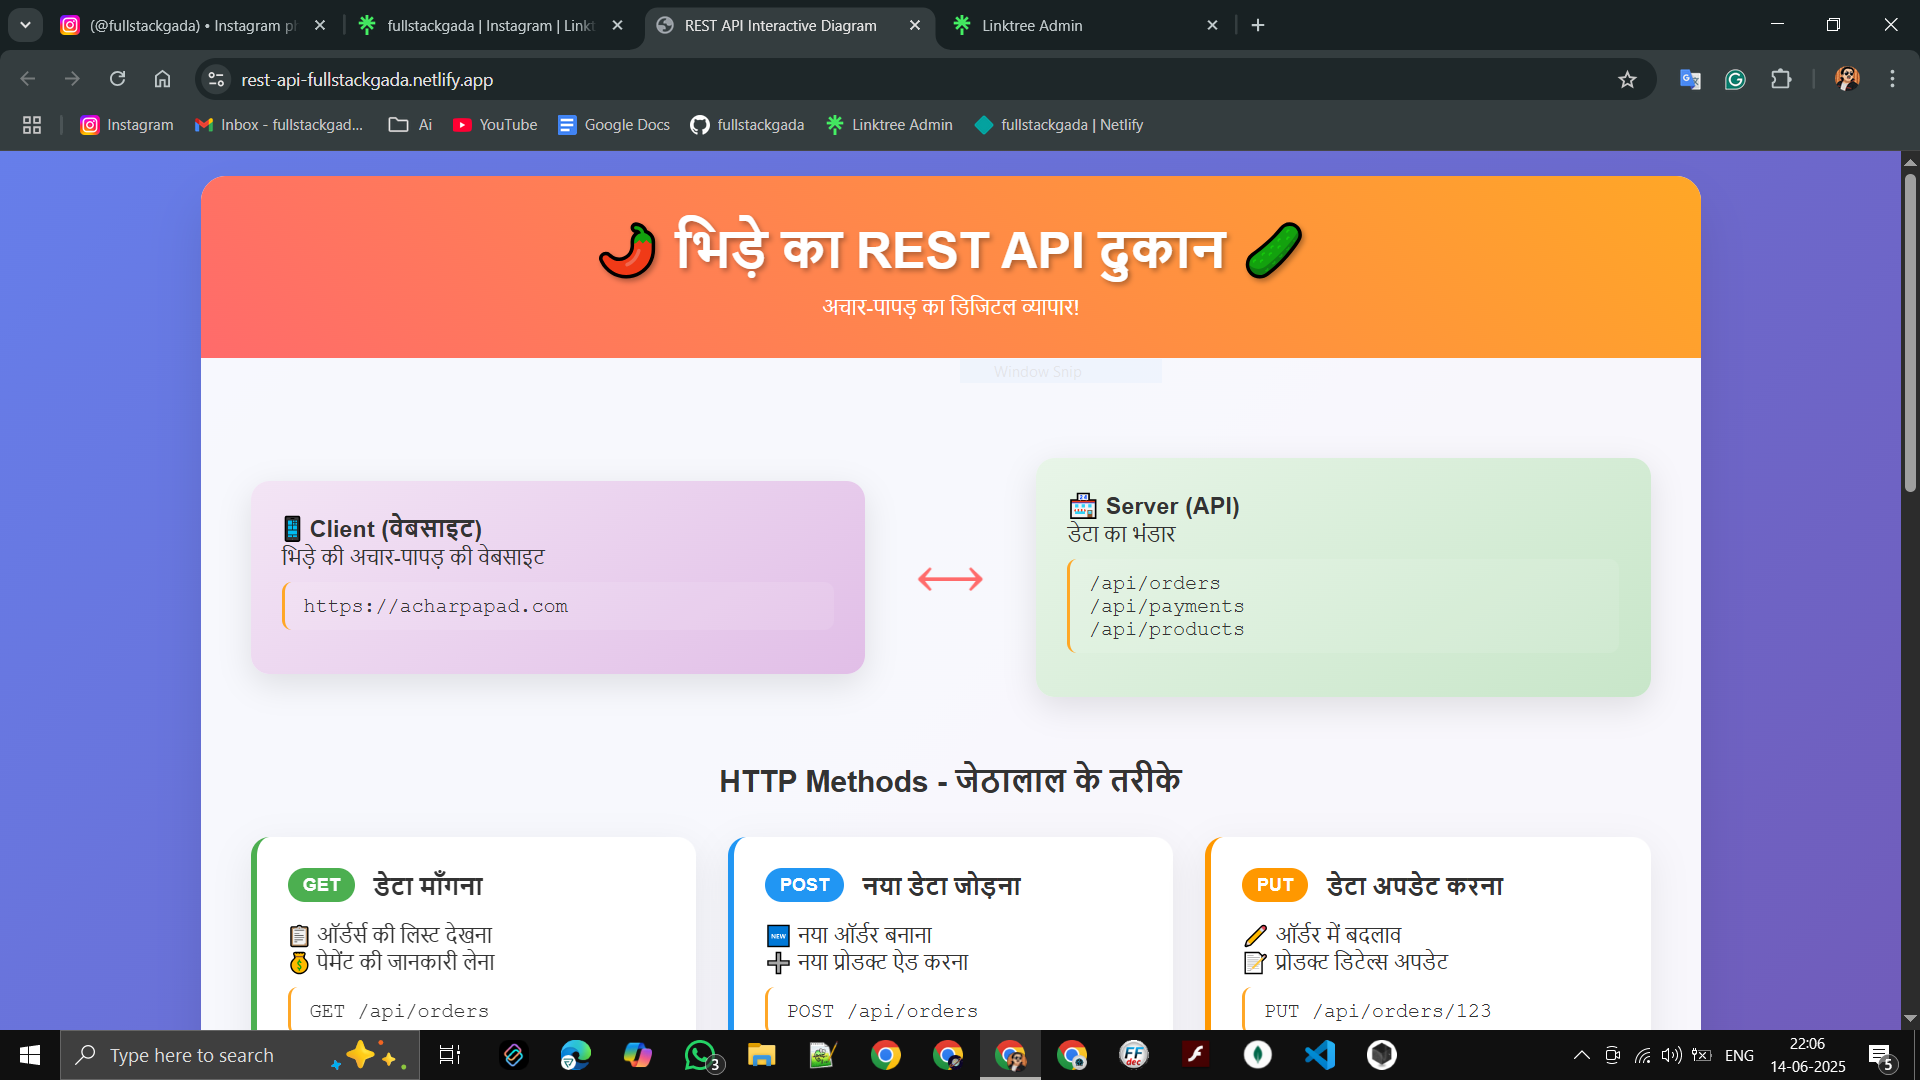 (@fullstackgada) • Instagram ph
fullstackgada | Instagram | Linkt
REST API Interactive Diagram
Linktree Admin
rest-api-fullstackgada.netlify.app
Instagram
Inbox - fullstackgad...
Ai
YouTube
Google Docs
fullstackgada
Linktree Admin
fullstackgada | Netlify
भिड़े का REST API दुकान
अचार-पापड़ का डिजिटल व्यापार!
Window Snip
Client (वेबसाइट)
भिड़े की अचार-पापड़ की वेबसाइट
https://acharpapad.com
Server (API)
डेटा का भंडार
/api/orders
/api/payments
/api/products
HTTP Methods - जेठालाल के तरीके
GET डेटा माँगना
ऑर्डर्स की लिस्ट देखना
पेमेंट की जानकारी लेना
GET /api/orders
POST नया डेटा जोड़ना
नया ऑर्डर बनाना
नया प्रोडक्ट ऐड करना
POST /api/orders
PUT डेटा अपडेट करना
ऑर्डर में बदलाव
प्रोडक्ट डिटेल्स अपडेट
PUT /api/orders/123
Type here to search
3
FF
dec
ENG
22:06
14-06-2025
5